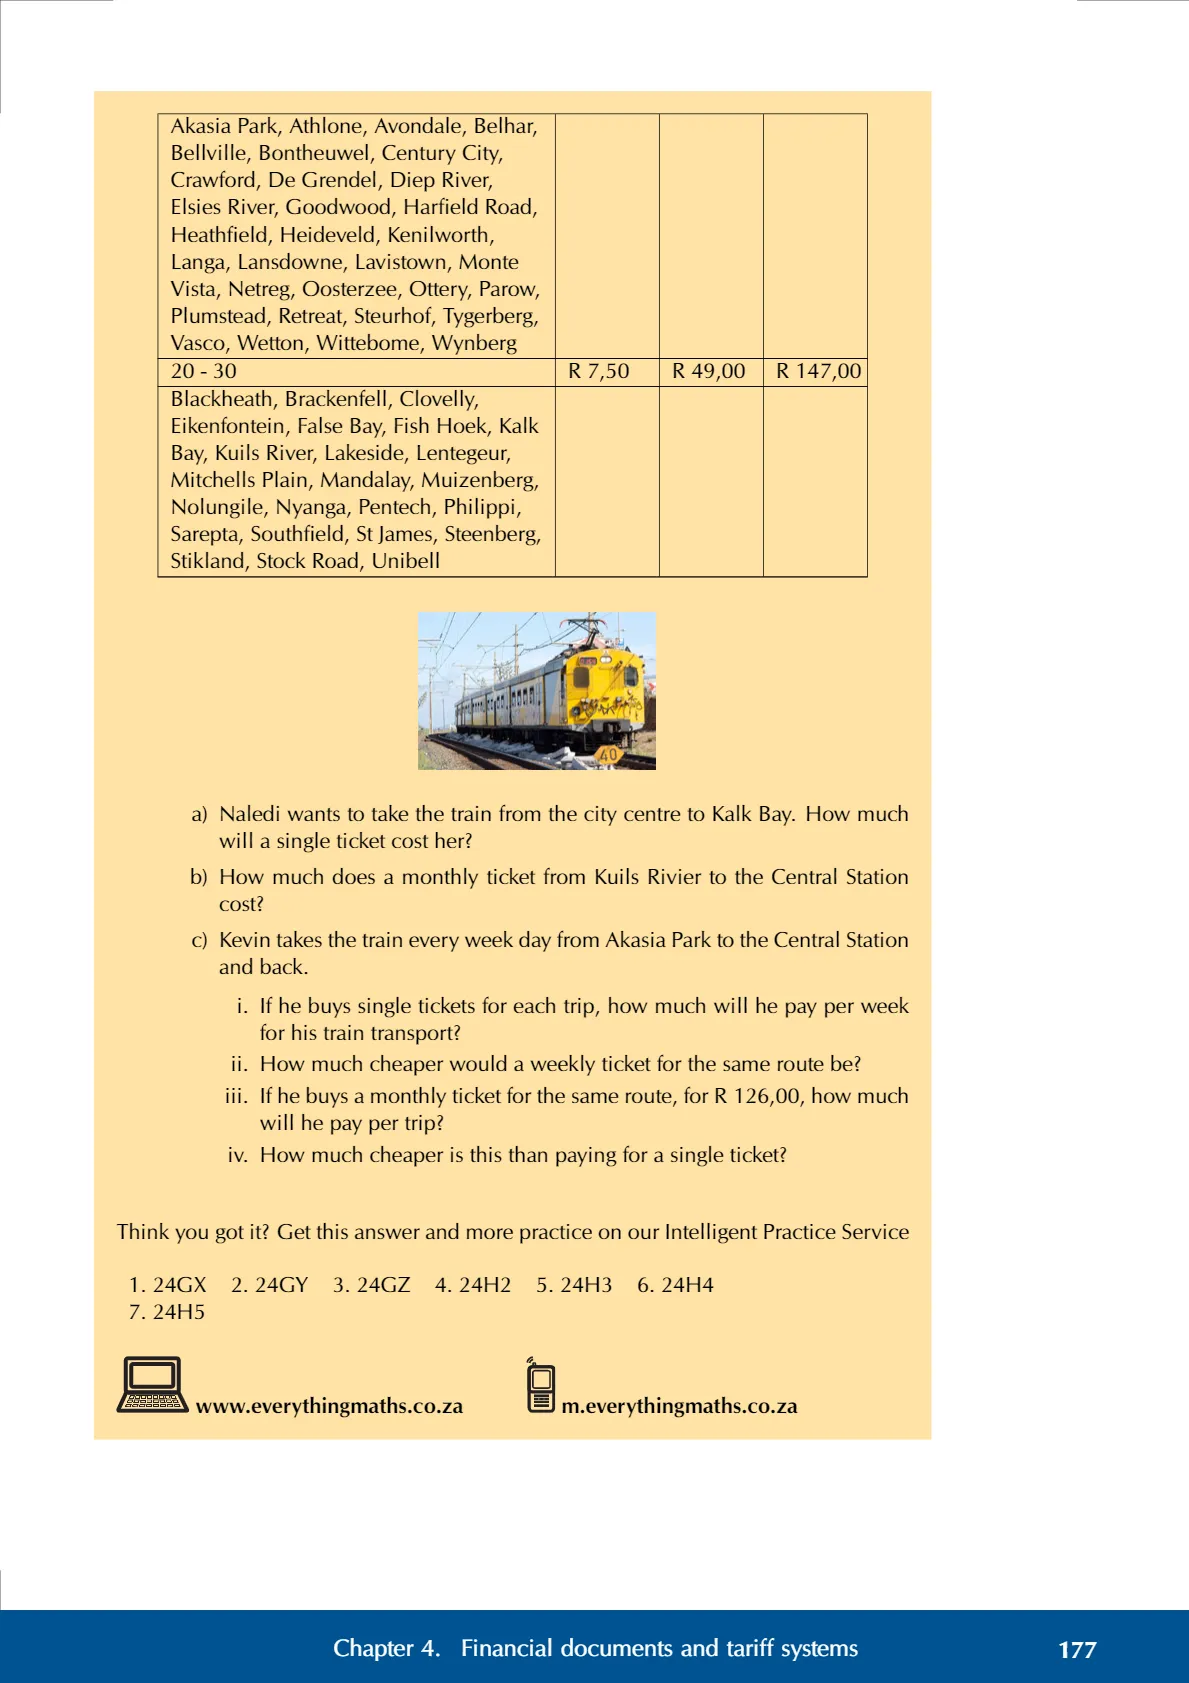 Akasia Park, Athlone, Avondale, Belhar,
Bellville, Bontheuwel, Century City,
Crawford, De Grendel, Diep River,
Elsies River, Goodwood, Harfield Road,
Heathfield, Heideveld, Kenilworth,
Langa, Lansdowne, Lavistown, Monte
Vista, Netreg, Oosterzee, Ottery, Parow,
Plumstead, Retreat, Steurhof, Tygerberg,
Vasco, Wetton, Wittebome, Wynberg
20 - 30 R 7,50 R 49,00 R 147,00
Blackheath, Brackenfell, Clovelly,
Eikenfontein, False Bay, Fish Hoek, Kalk
Bay, Kuils River, Lakeside, Lentegeur,
Mitchells Plain, Mandalay, Muizenberg,
Nolungile, Nyanga, Pentech, Philippi,
Sarepta, Southfield, St James, Steenberg,
Stikland, Stock Road, Unibell
40
a) Naledi wants to take the train from the city centre to Kalk Bay. How much
will a single ticket cost her?
b) How much does a monthly ticket from Kuils Rivier to the Central Station
cost?
c) Kevin takes the train every week day from Akasia Park to the Central Station
and back.
i. If he buys single tickets for each trip, how much will he pay per week
for his train transport?
ii. How much cheaper would a weekly ticket for the same route be?
iii. If he buys a monthly ticket for the same route, for R 126,00, how much
will he pay per trip?
iv. How much cheaper is this than paying for a single ticket?
Think you got it? Get this answer and more practice on our Intelligent Practice Service
1. 24GX 2. 24GY 3. 24GZ 4. 24H2 5. 24H3 6. 24H4
7. 24H5
www.everythingmaths.co.za m.everythingmaths.co.za
Chapter 4. Financial documents and tariff systems 177